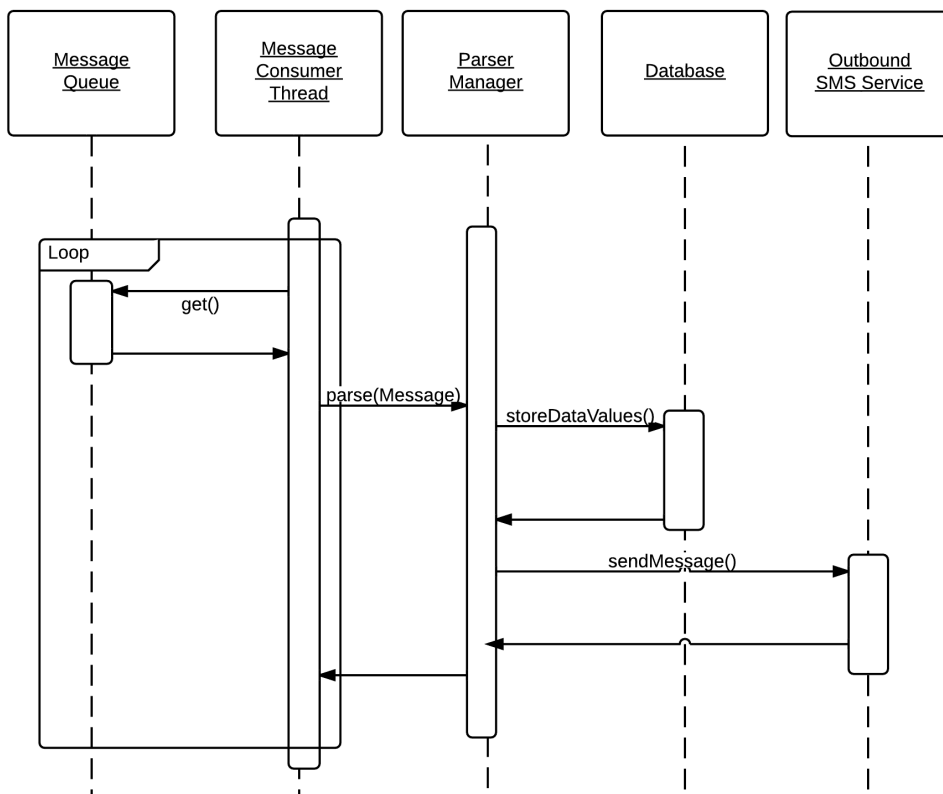 Message
Queue
Message
Consumer
Thread
Parser
Manager
Database
Outbound
SMS Service
Loop
get()
parse(Message)
storeDataValues()
sendMessage()